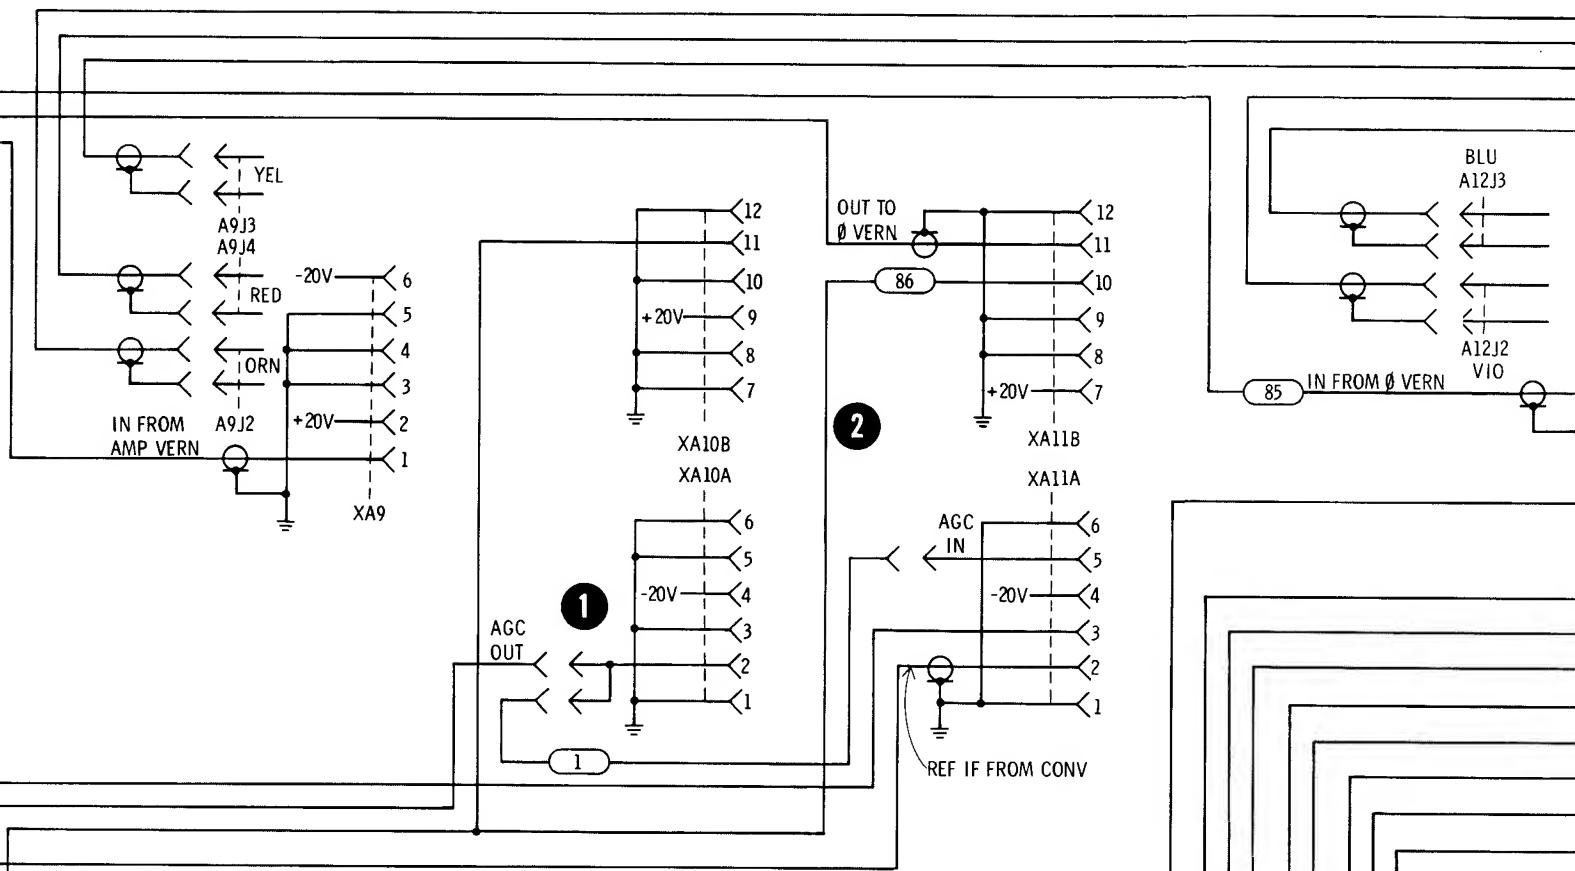 YEL
A9J3
A9J4
RED
ORN
A9J2
IN FROM
AMP VERN
-20V
6
5
4
3
+20V
2
1
XA9
12
11
10
+20V
9
8
7
XA10B
XA10A
6
5
-20V
4
3
2
1
1
AGC
OUT
1
2
OUT TO
Ø VERN
86
12
11
10
9
8
+20V
7
XA11B
XA11A
AGC
IN
6
5
-20V
4
3
2
1
REF IF FROM CONV
BLU
A12J3
A12J2
VIO
85
IN FROM Ø VERN